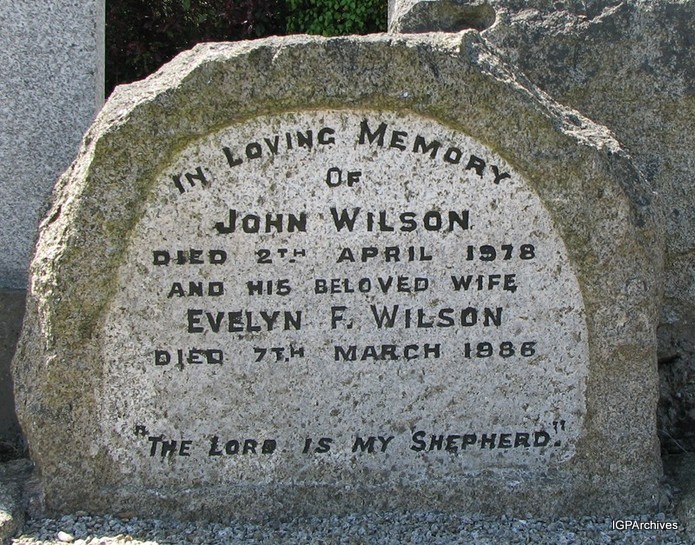 IN LOVING MEMORY
OF
JOHN WILSON
DIED 2TH APRIL 1978
AND HIS BELOVED WIFE
EVELYN F. WILSON
DIED 7TH MARCH 1986
"THE LORD IS MY SHEPHERD."
IGPArchives